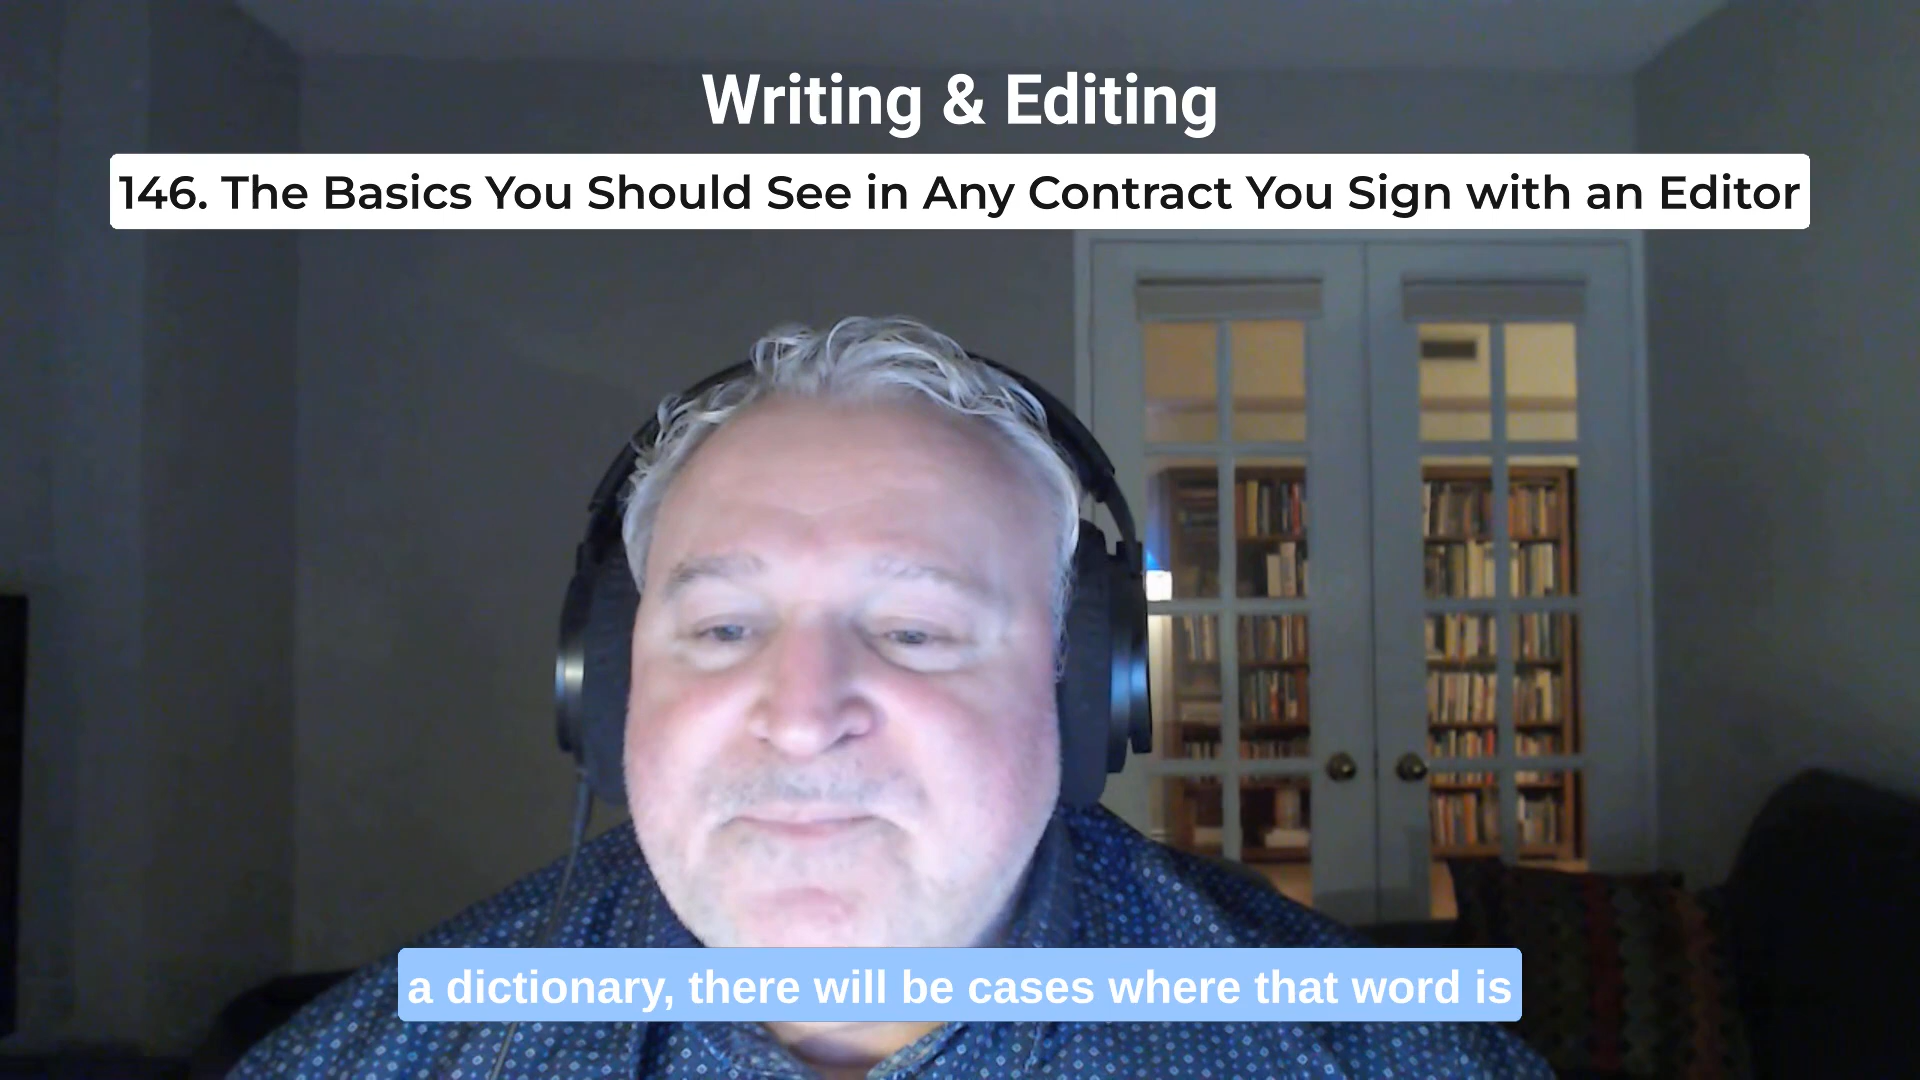 Writing & Editing
146. The Basics You Should See in Any Contract You Sign with an Editor
a dictionary, there will be cases where that word is